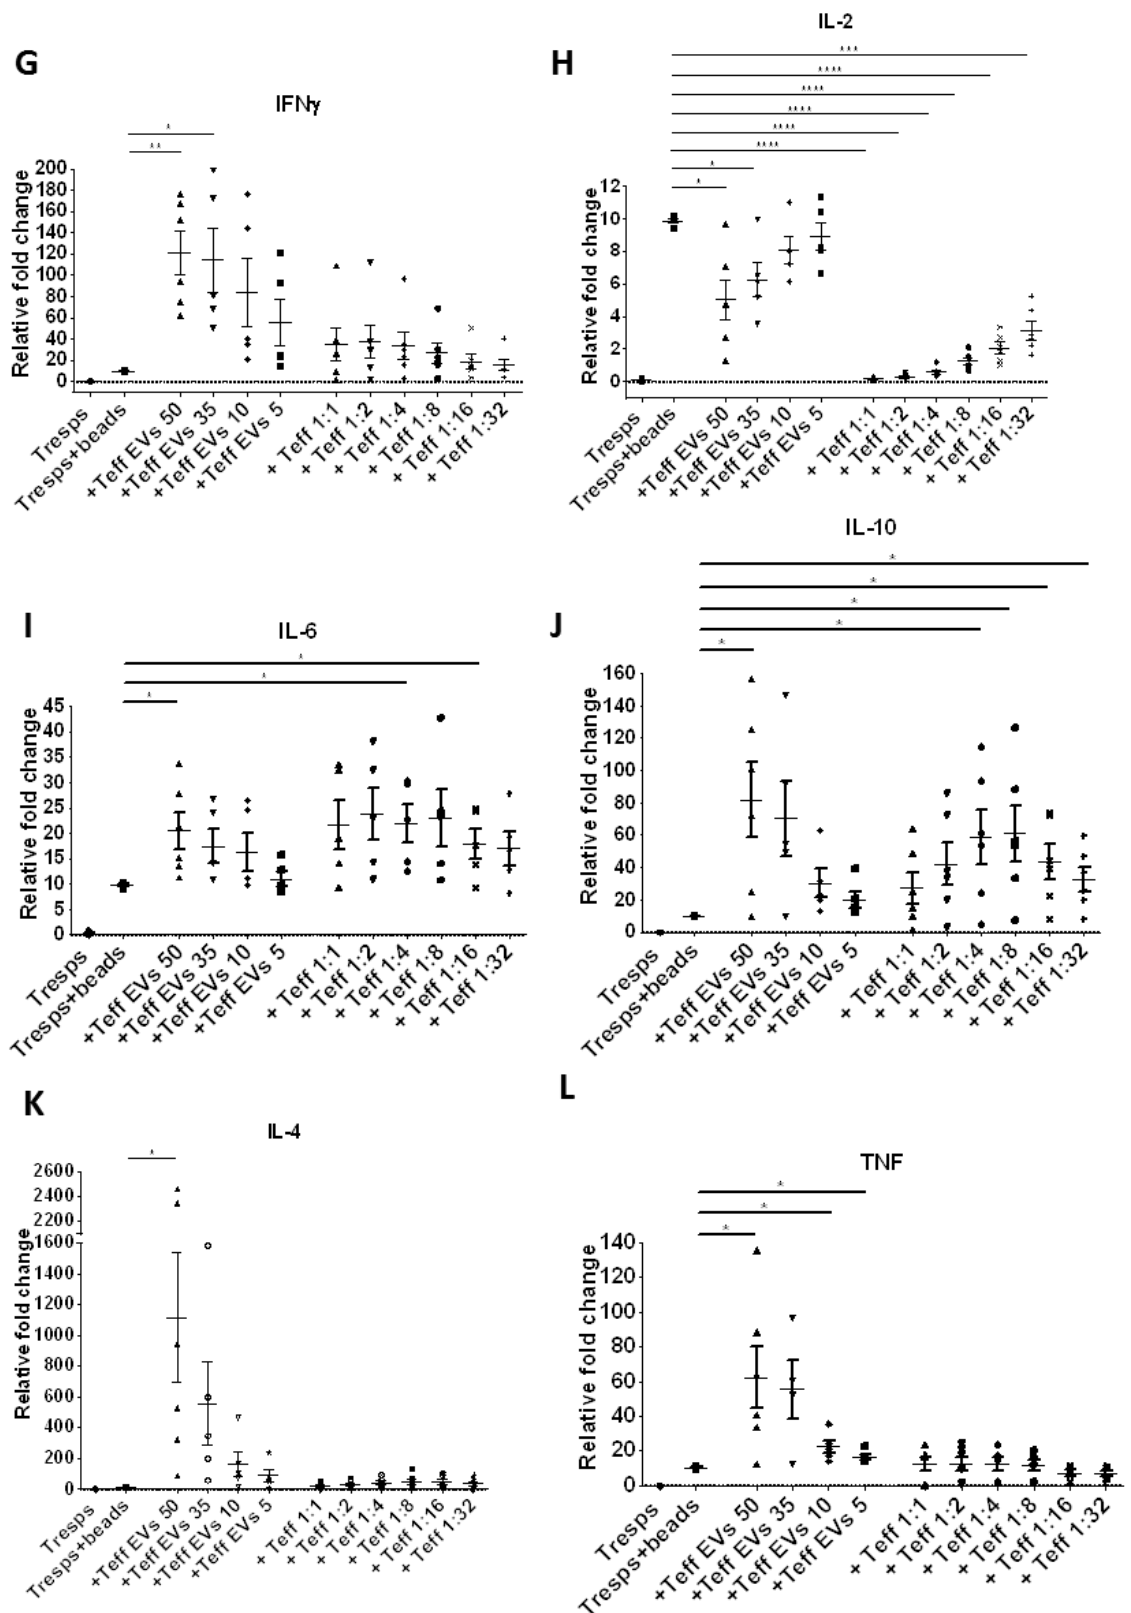 G
IFNγ
*
**
Relative fold change
200
180
160
140
120
100
80
60
40
20
0
Tresps
Tresps+beads
+Teff EVs 50
+Teff EVs 35
+Teff EVs 10
+Teff EVs 5
+ Teff 1:1
+ Teff 1:2
+ Teff 1:4
+ Teff 1:8
+ Teff 1:16
+ Teff 1:32
H
IL-2
***
****
****
****
****
****
*
*
Relative fold change
12
10
8
6
4
2
0
Tresps
Tresps+beads
+Teff EVs 50
+Teff EVs 35
+Teff EVs 10
+Teff EVs 5
+ Teff 1:1
+ Teff 1:2
+ Teff 1:4
+ Teff 1:8
+ Teff 1:16
+ Teff 1:32
I
IL-6
*
*
*
Relative fold change
45
40
35
30
25
20
15
10
5
0
Tresps
Tresps+beads
+Teff EVs 50
+Teff EVs 35
+Teff EVs 10
+Teff EVs 5
+ Teff 1:1
+ Teff 1:2
+ Teff 1:4
+ Teff 1:8
+ Teff 1:16
+ Teff 1:32
J
IL-10
*
*
*
*
*
Relative fold change
160
140
120
100
80
60
40
20
0
Tresps
Tresps+beads
+Teff EVs 50
+Teff EVs 35
+Teff EVs 10
+Teff EVs 5
+ Teff 1:1
+ Teff 1:2
+ Teff 1:4
+ Teff 1:8
+ Teff 1:16
+ Teff 1:32
K
IL-4
*
Relative fold change
2600
2400
2200
1600
1400
1200
1000
800
600
400
200
0
Tresps
Tresps+beads
+Teff EVs 50
+Teff EVs 35
+Teff EVs 10
+Teff EVs 5
+ Teff 1:1
+ Teff 1:2
+ Teff 1:4
+ Teff 1:8
+ Teff 1:16
+ Teff 1:32
L
TNF
*
*
*
Relative fold change
140
120
100
80
60
40
20
0
Tresps
Tresps+beads
+Teff EVs 50
+Teff EVs 35
+Teff EVs 10
+Teff EVs 5
+ Teff 1:1
+ Teff 1:2
+ Teff 1:4
+ Teff 1:8
+ Teff 1:16
+ Teff 1:32